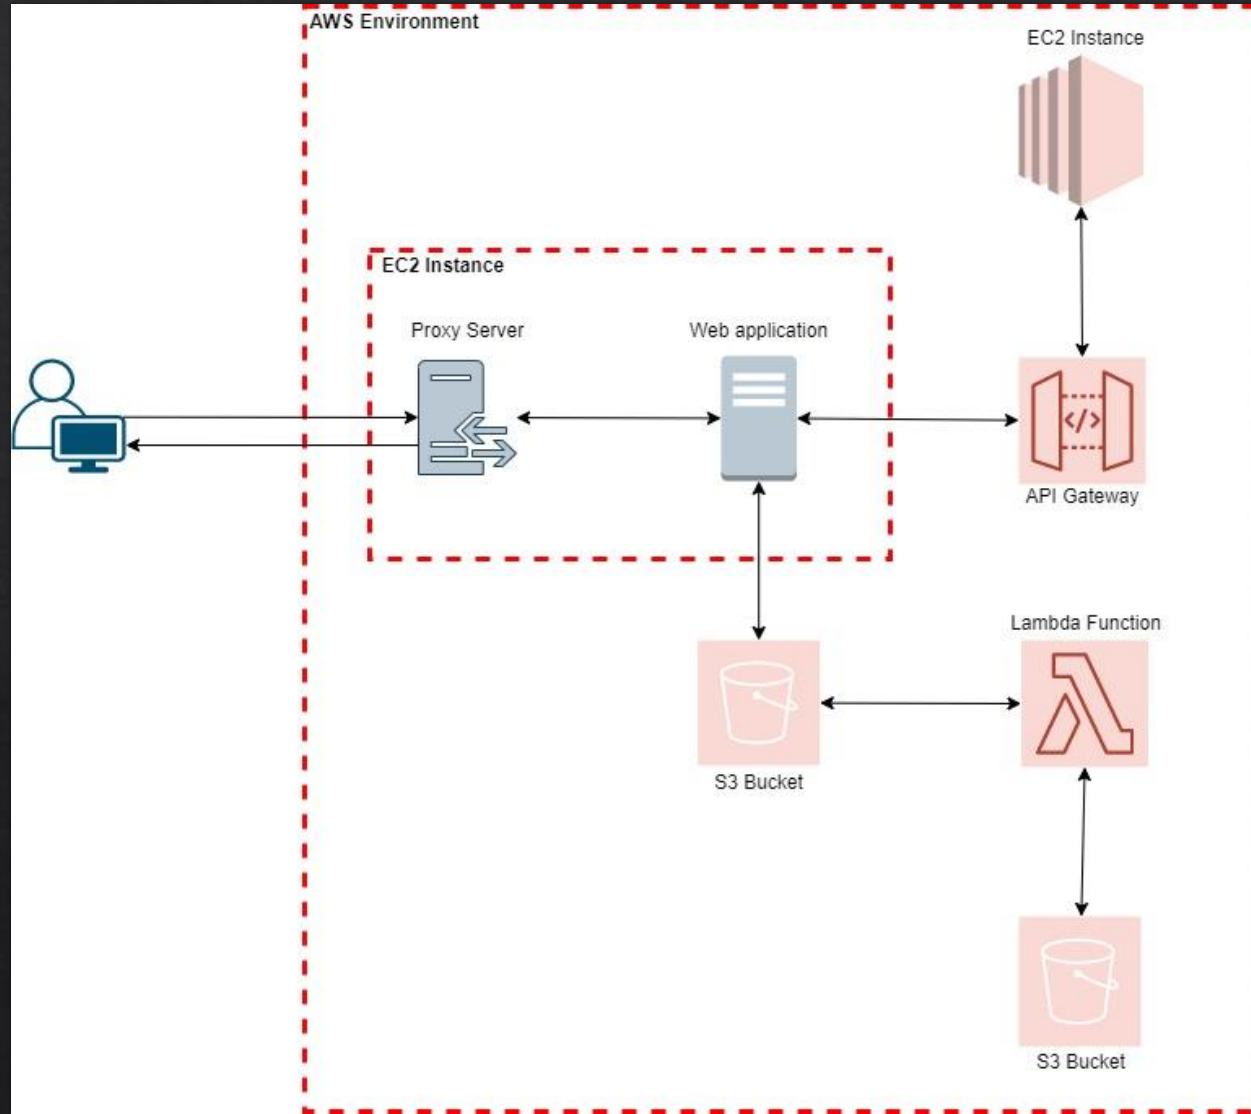 AWS Environment
EC2 Instance
EC2 Instance
Proxy Server
Web application
</>
API Gateway
Lambda Function
S3 Bucket
S3 Bucket